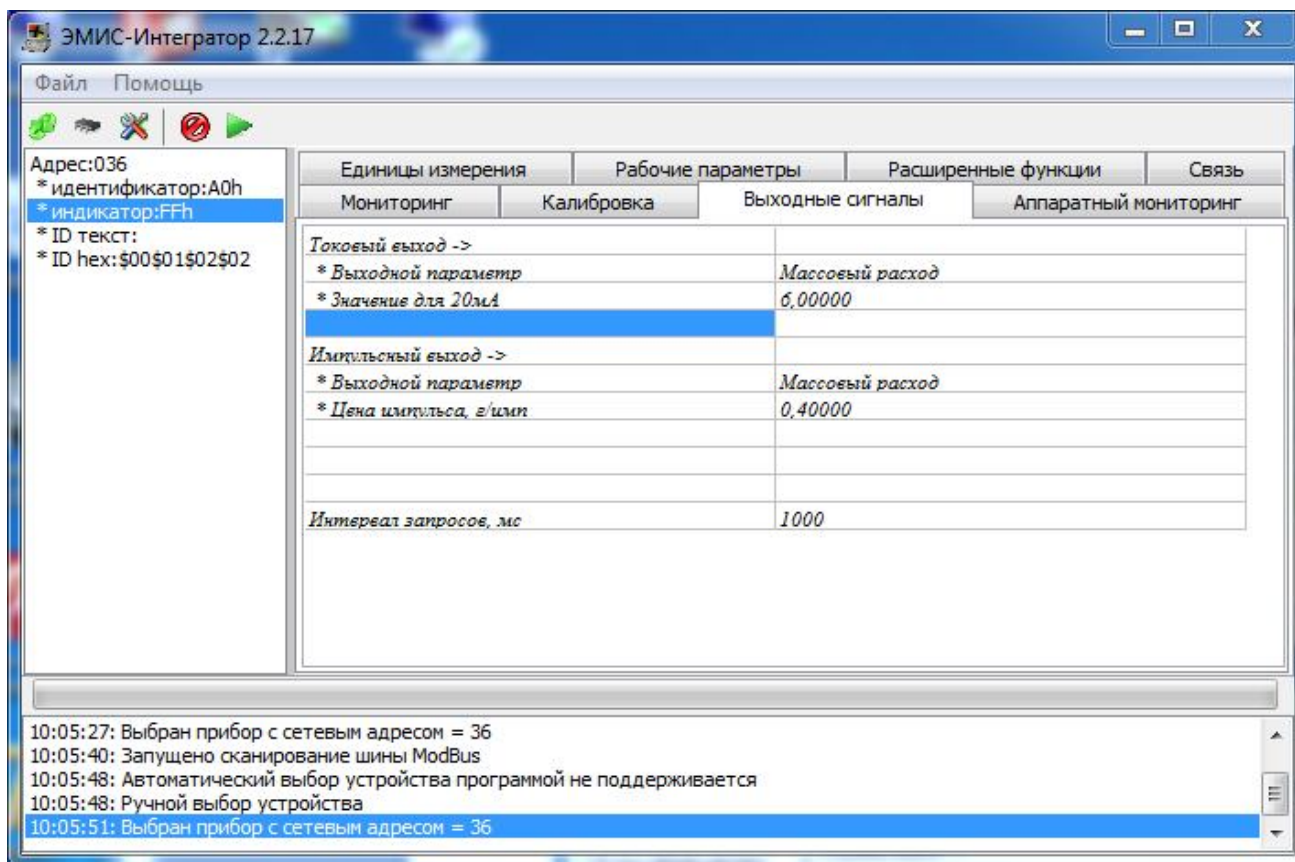 ЭМИС-Интегратор 2.2.17
Файл Помощь
Адрес:036
* идентификатор:A0h
* индикатор:FFh
* ID текст:
* ID hex:$00$01$02$02
Единицы измерения Рабочие параметры Расширенные функции Связь
Мониторинг Калибровка Выходные сигналы Аппаратный мониторинг
Токовый выход ->
* Выходной параметр Массовый расход
* Значение для 20мА 6,00000
Импульсный выход ->
* Выходной параметр Массовый расход
* Цена импульса, г/имп 0,40000
Интервал запросов, мс 1000
10:05:27: Выбран прибор с сетевым адресом = 36
10:05:40: Запущено сканирование шины ModBus
10:05:48: Автоматический выбор устройства программой не поддерживается
10:05:48: Ручной выбор устройства
10:05:51: Выбран прибор с сетевым адресом = 36